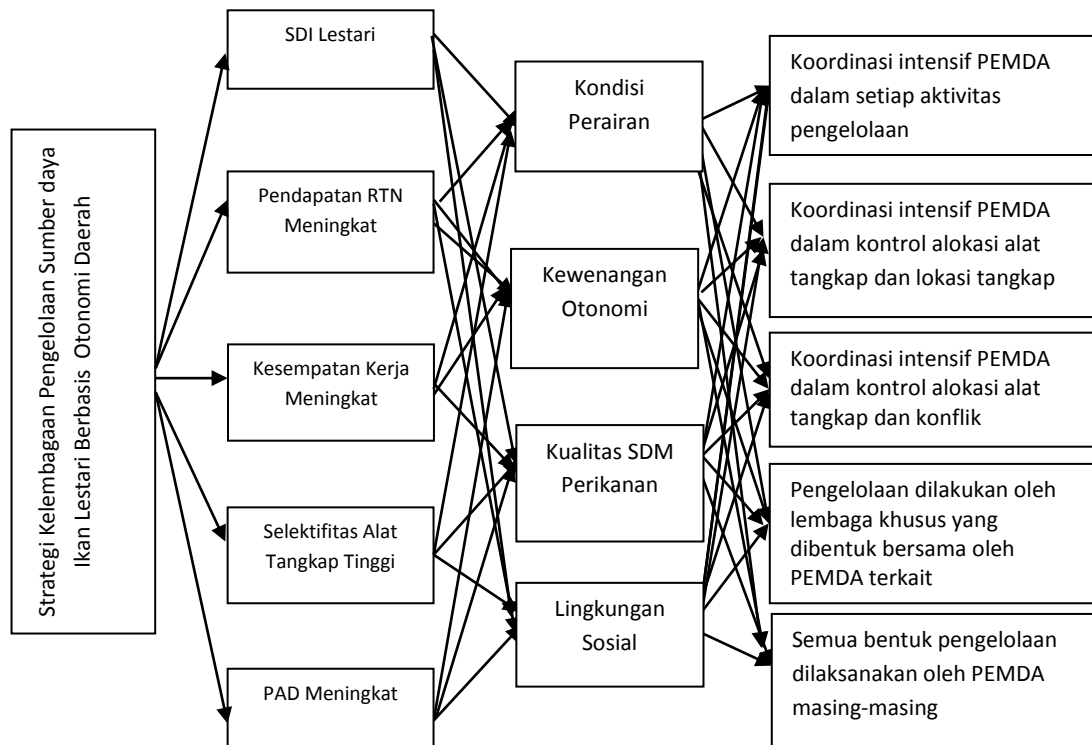 Strategi Kelembagaan Pengelolaan Sumber daya
Ikan Lestari Berbasis Otonomi Daerah
SDI Lestari
Pendapatan RTN
Meningkat
Kesempatan Kerja
Meningkat
Selektifitas Alat
Tangkap Tinggi
PAD Meningkat
Kondisi
Perairan
Kewenangan
Otonomi
Kualitas SDM
Perikanan
Lingkungan
Sosial
Koordinasi intensif PEMDA
dalam setiap aktivitas
pengelolaan
Koordinasi intensif PEMDA
dalam kontrol alokasi alat
tangkap dan lokasi tangkap
Koordinasi intensif PEMDA
dalam kontrol alokasi alat
tangkap dan konflik
Pengelolaan dilakukan oleh
lembaga khusus yang
dibentuk bersama oleh
PEMDA terkait
Semua bentuk pengelolaan
dilaksanakan oleh PEMDA
masing-masing